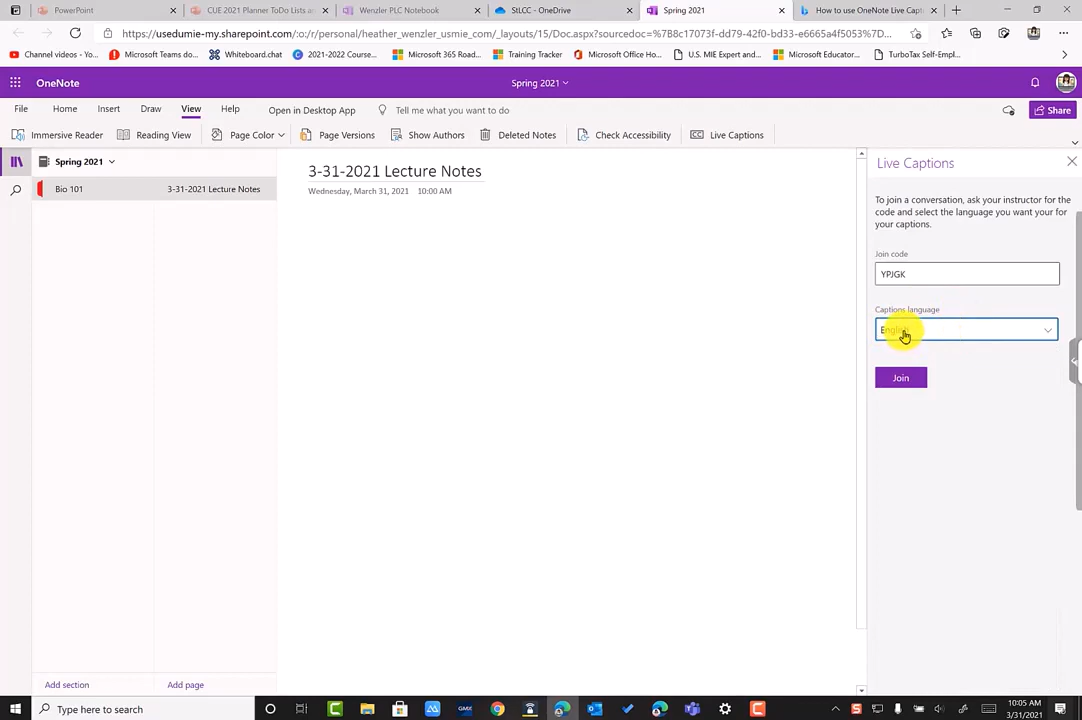 PowerPoint
CUE 2021 Planner ToDo Lists a
Wenzler PLC Notebook
StLCC - OneDrive
Spring 2021
How to use OneNote Live Capt
https://usedumie-my.sharepoint.com/:o:/r/personal/heather_wenzler_usmie_com/_layouts/15/Doc.aspx?sourcedoc=%7B8c17073f-dd79-42of-bd33-e6665a4f5053%7D...
Channel videos - Yo...
Microsoft Teams do...
Whiteboard.chat
2021-2022 Course...
Microsoft 365 Road...
Training Tracker
Microsoft Office Ho...
U.S. MIE Expert and...
Microsoft Educator...
TurboTax Self-Empl...
OneNote
Spring 2021
File
Home
Insert
Draw
View
Help
Open in Desktop App
Tell me what you want to do
Share
Immersive Reader
Reading View
Page Color
Page Versions
Show Authors
Deleted Notes
Check Accessibility
Live Captions
Spring 2021
Bio 101
3-31-2021 Lecture Notes
3-31-2021 Lecture Notes
Wednesday, March 31, 2021 10:00 AM
Live Captions
To join a conversation, ask your instructor for the
code and select the language you want your for
your captions.
Join code
YPJGK
Captions language
English
Join
Add section
Add page
Type here to search
GMX
10:05 AM
3/31/2021